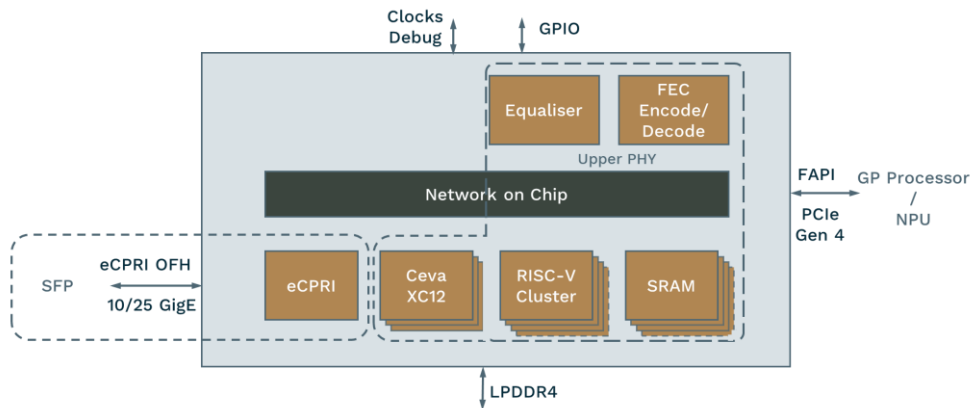 Clocks
Debug
GPIO
Equaliser
FEC
Encode/
Decode
Upper PHY
Network on Chip
FAPI
PCIe
Gen 4
GP Processor
/
NPU
SFP
eCPRI OFH
10/25 GigE
eCPRI
Ceva
XC12
RISC-V
Cluster
SRAM
LPDDR4